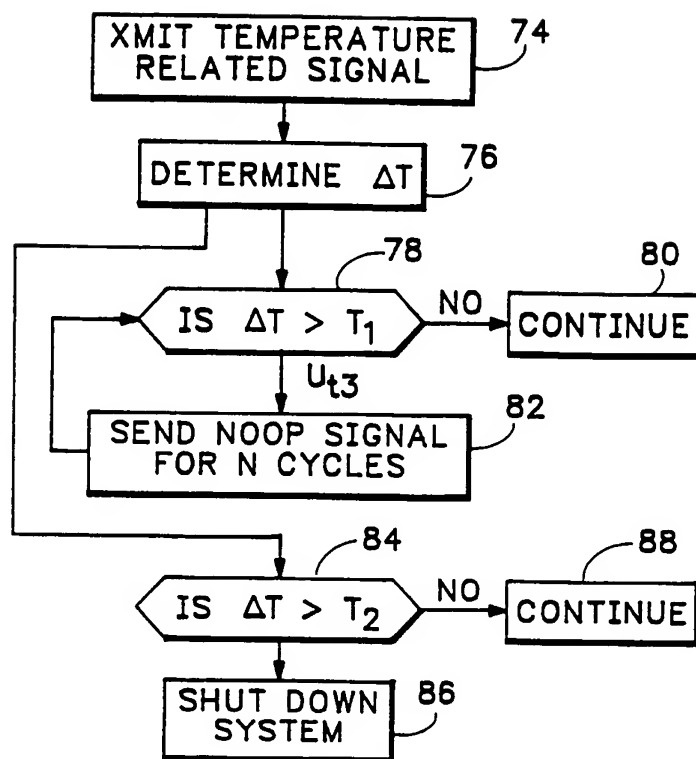 XMIT TEMPERATURE
RELATED SIGNAL
74
DETERMINE ΔT
76
IS ΔT > T1
78
NO
CONTINUE
80
Ut3
SEND NOOP SIGNAL
FOR N CYCLES
82
IS ΔT > T2
84
NO
CONTINUE
88
SHUT DOWN
SYSTEM
86